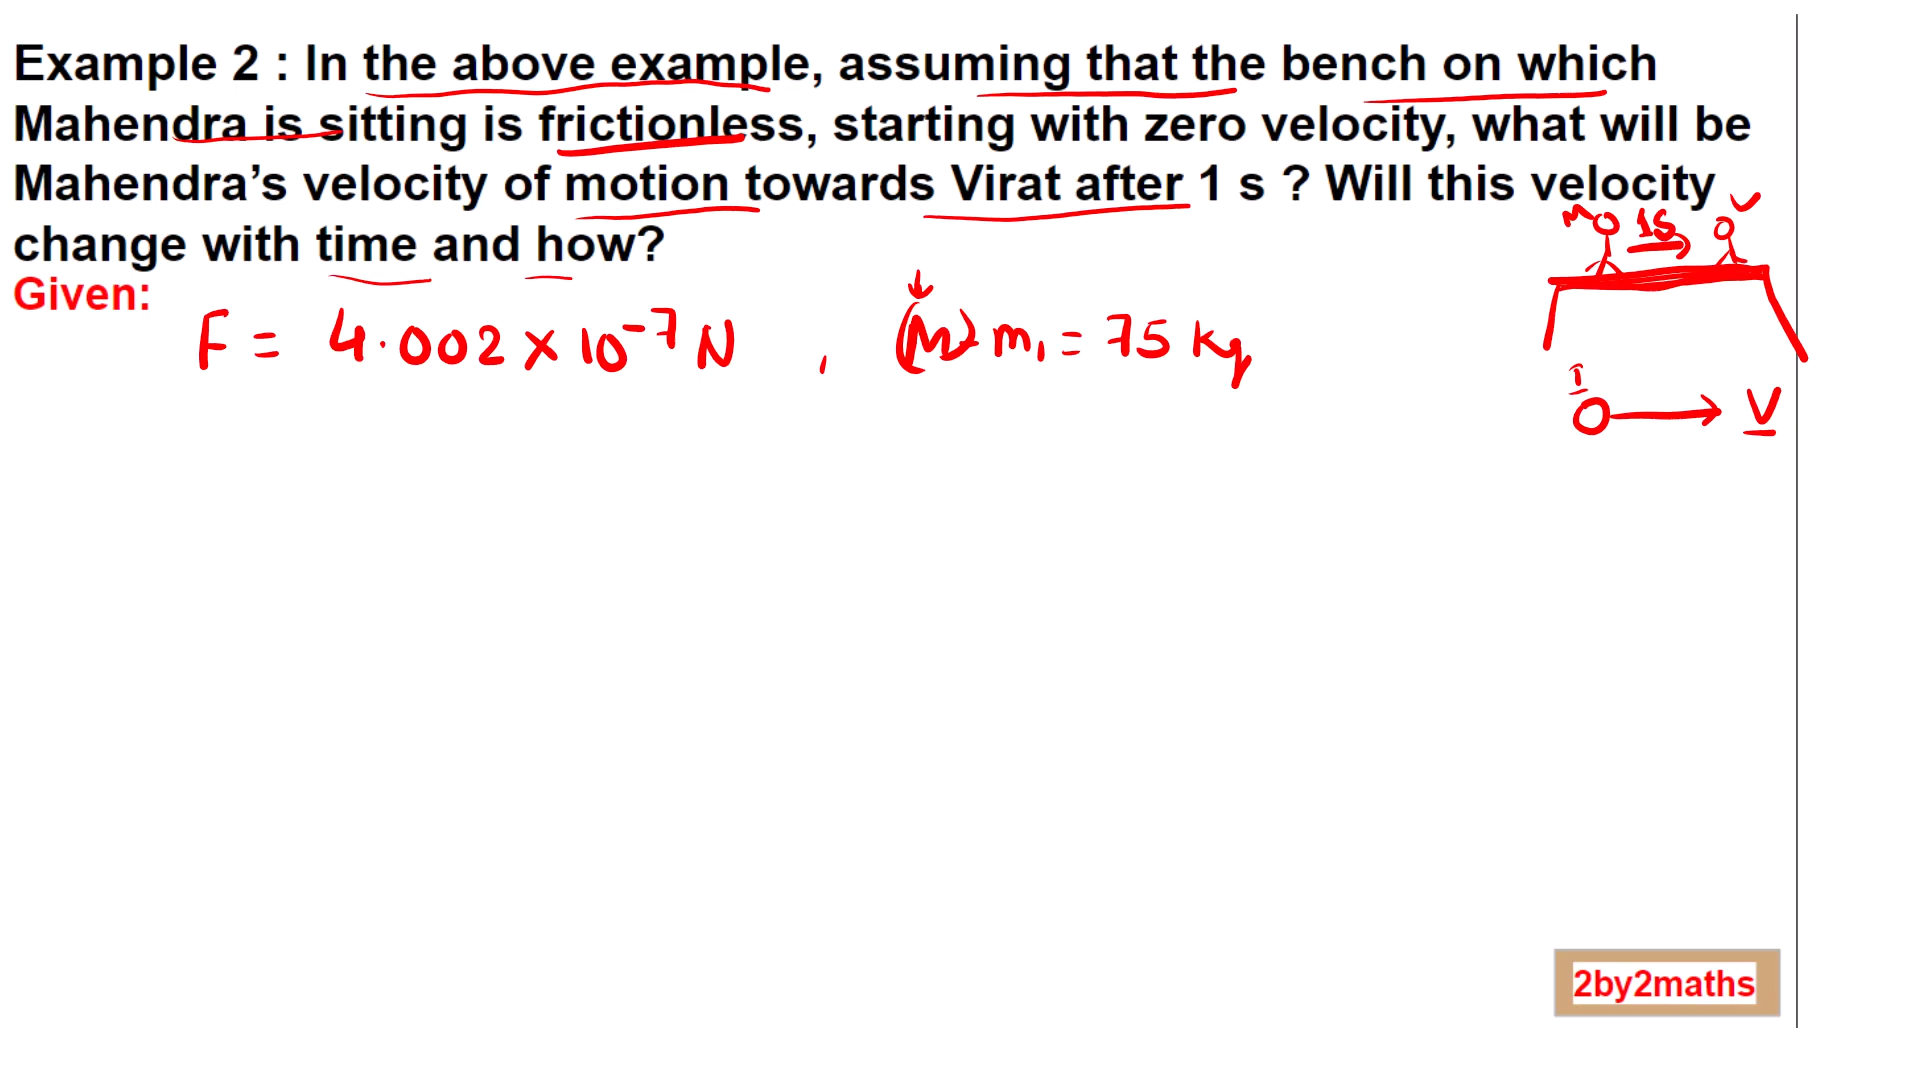 Example 2 : In the above example, assuming that the bench on which
Mahendra is sitting is frictionless, starting with zero velocity, what will be
Mahendra’s velocity of motion towards Virat after 1 s ? Will this velocity
change with time and how?
M 1s V
Given:
F = 4.002 × 10⁻⁷ N , (M) m₁ = 75 kg
I
O → V
2by2maths